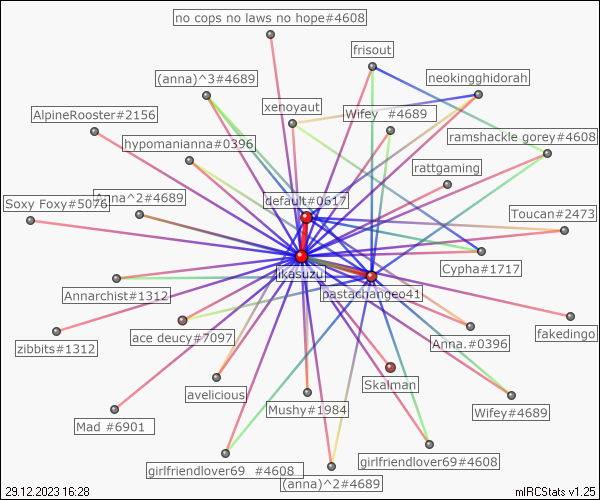 no cops no laws no hope#4608
frisout
(anna)^3#4689
neokingghidorah
xenoyaut
AlpineRooster#2156
Wifey #4689
hypomanianna#0396
ramshackle gorey#4608
rattgaming
Anna^2#4689
default#0617
Soxy Foxy#5076
Toucan#2473
Cypha#1717
ikasuzu
Annarchist#1312
pastachangeo41
ace deucy#7097
fakedingo
Anna.#0396
zibbits#1312
Skalman
avelicious
Mushy#1984
Wifey#4689
Mad #6901
girlfriendlover69 #4608
girlfriendlover69#4608
(anna)^2#4689
29.12.2023 16:28
mIRCStats v1.25